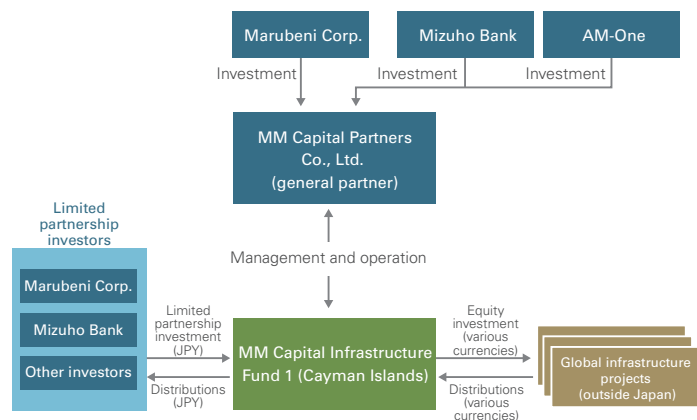 Marubeni Corp.
Mizuho Bank
AM-One
Investment
Investment
Investment
MM Capital Partners
Co., Ltd.
(general partner)
Limited
partnership
investors
Management and operation
Marubeni Corp.
Mizuho Bank
Other investors
Limited
partnership
investment
(JPY)
Distributions
(JPY)
MM Capital Infrastructure
Fund 1 (Cayman Islands)
Equity
investment
(various
currencies)
Distributions
(various
currencies)
Global infrastructure
projects
(outside Japan)